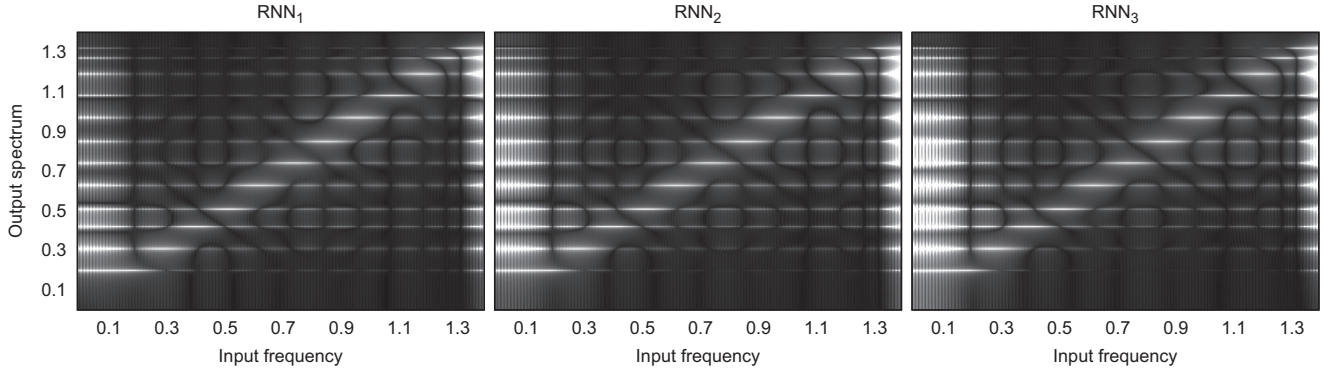 RNN1 RNN2 RNN3
1.3
1.1
0.9
0.7
0.5
0.3
0.1
Output spectrum
0.1 0.3 0.5 0.7 0.9 1.1 1.3 0.1 0.3 0.5 0.7 0.9 1.1 1.3 0.1 0.3 0.5 0.7 0.9 1.1 1.3
Input frequency Input frequency Input frequency